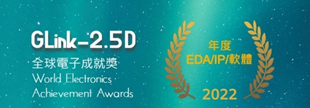 GLink-2.5D
全球電子成就獎
World Electronics
Achievement Awards
年度
EDA/IP/軟體
2022